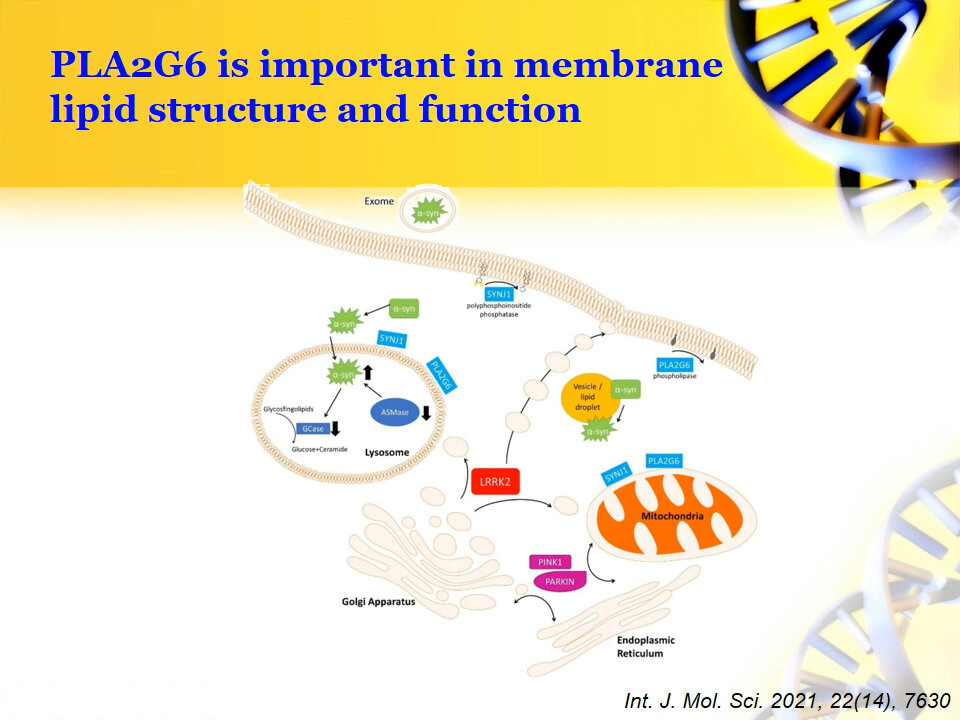 PLA2G6 is important in membrane
lipid structure and function
Exome
α-syn
SYNJ1
polyphosphoinositide
phosphatase
α-syn
α-syn
SYNJ1
PLA2G6
phospholipase
α-syn
PLA2G6
Vesicle /
lipid
droplet
α-syn
α-syn
Glycosfingolipids
ASMase
GCase
Glucose+Ceramide
Lysosome
SYNJ1
PLA2G6
LRRK2
Mitochondria
PINK1
PARKIN
Golgi Apparatus
Endoplasmic
Reticulum
Int. J. Mol. Sci. 2021, 22(14), 7630